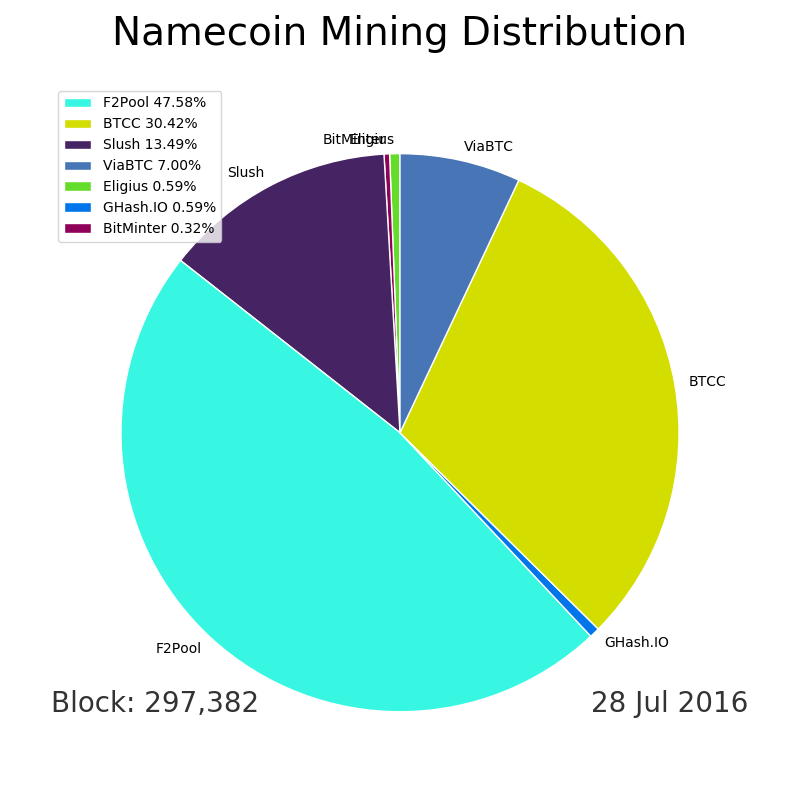 Namecoin Mining Distribution
F2Pool 47.58%
BTCC 30.42%
Slush 13.49%
ViaBTC 7.00%
Eligius 0.59%
GHash.IO 0.59%
BitMinter 0.32%
BitMinter
Eligius
ViaBTC
Slush
BTCC
GHash.IO
F2Pool
Block: 297,382
28 Jul 2016